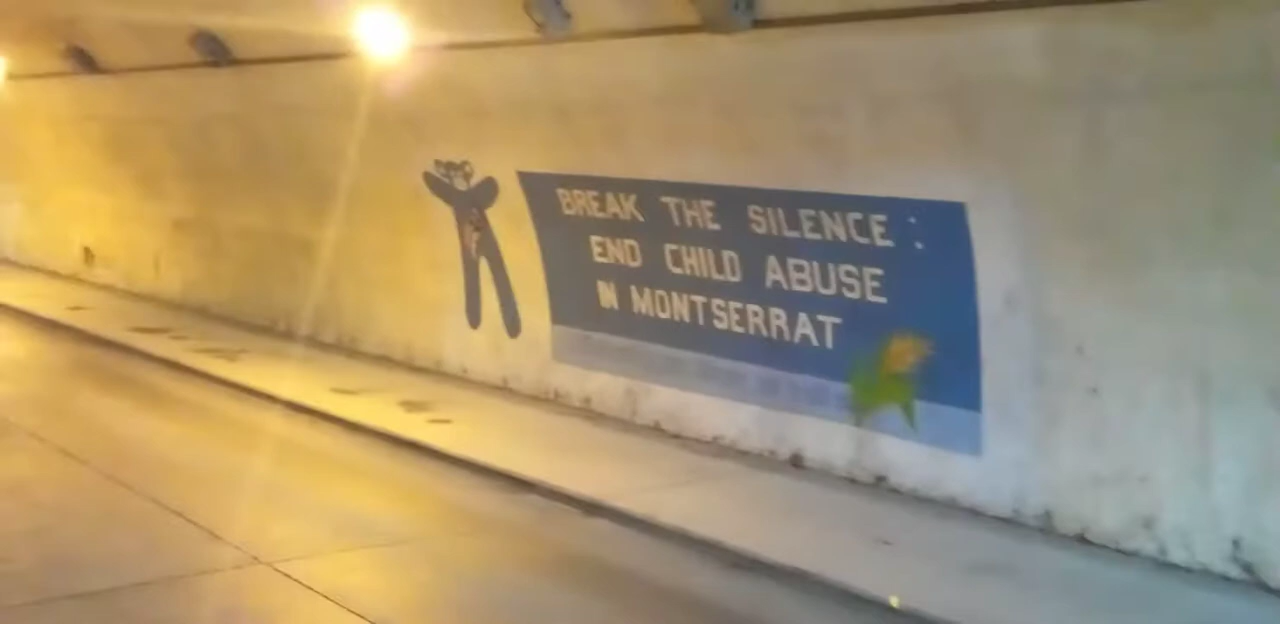 BREAK THE SILENCE :
END CHILD ABUSE
IN MONTSERRAT